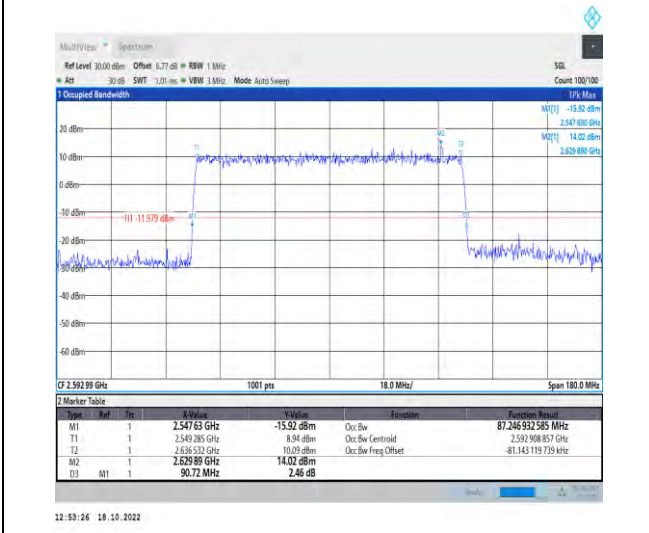 MultiView Spectrum
Ref Level 30.00 dBm Offset 6.77 dB RBW 1 MHz SGL
Att 30 dB SWT 1.01 ms VBW 3 MHz Mode Auto Sweep Count 100/100
1 Occupied Bandwidth 1Pk Max
M1[1] -15.92 dBm
2.547 630 GHz
M2[1] 14.02 dBm
2.629 890 GHz
20 dBm
M2
T1
T2
10 dBm
0 dBm
-10 dBm
H1 -11.979 dBm
M1
D3
-20 dBm
-30 dBm
-40 dBm
-50 dBm
-60 dBm
CF 2.592 99 GHz 1001 pts 18.0 MHz/ Span 180.0 MHz
2 Marker Table
Type Ref Trc X-Value Y-Value Function Function Result
M1 1 2.547 63 GHz -15.92 dBm Occ Bw 87.246 932 585 MHz
T1 1 2.549 285 GHz 8.94 dBm Occ Bw Centroid 2.592 908 857 GHz
T2 1 2.636 532 GHz 10.09 dBm Occ Bw Freq Offset -81.143 119 739 kHz
M2 1 2.629 89 GHz 14.02 dBm
D3 M1 1 90.72 MHz 2.46 dB
12:53:26 18.10.2022